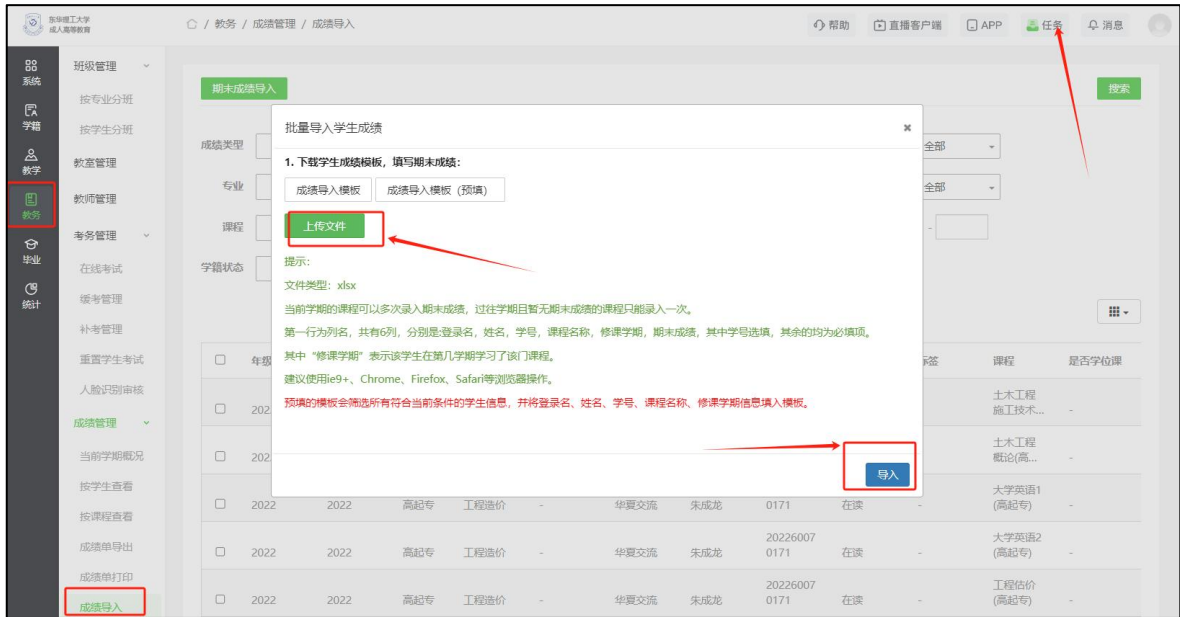 东华理工大学
成人高等教育
/ 教务 / 成绩管理 / 成绩导入
帮助
直播客户端
APP
任务
消息
系统
学籍
教学
教务
毕业
统计
班级管理
按专业分班
按学生分班
教室管理
教师管理
考务管理
在线考试
缓考管理
补考管理
重置学生考试
人脸识别审核
成绩管理
当前学期概况
按学生查看
按课程查看
成绩单导出
成绩单打印
成绩导入
期末成绩导入
搜索
成绩类型
全部
专业
全部
课程
-
学籍状态
批量导入学生成绩
×
1. 下载学生成绩模板，填写期末成绩：
成绩导入模板
成绩导入模板（预填）
上传文件
提示：
文件类型：xlsx
当前学期的课程可以多次录入期末成绩，过往学期且暂无期末成绩的课程只能录入一次。
第一行为列名，共有6列，分别是:登录名，姓名，学号，课程名称，修课学期，期末成绩，其中学号选填，其余的均为必填项。
其中“修课学期”表示该学生在第几学期学习了该门课程。
建议使用ie9+、Chrome、Firefox、Safari等浏览器操作。
预填的模板会筛选所有符合当前条件的学生信息，并将登录名、姓名、学号、课程名称、修课学期信息填入模板。
导入
年级
课程
是否学位课
202
土木工程
施工技术...
-
202
土木工程
概论(高...
-
2022 2022 高起专 工程造价 - 华夏交流 朱成龙 0171 在读 - 大学英语1
(高起专) -
2022 2022 高起专 工程造价 - 华夏交流 朱成龙 20226007
0171 在读 - 大学英语2
(高起专) -
2022 2022 高起专 工程造价 - 华夏交流 朱成龙 20226007
0171 在读 - 工程估价
(高起专) -